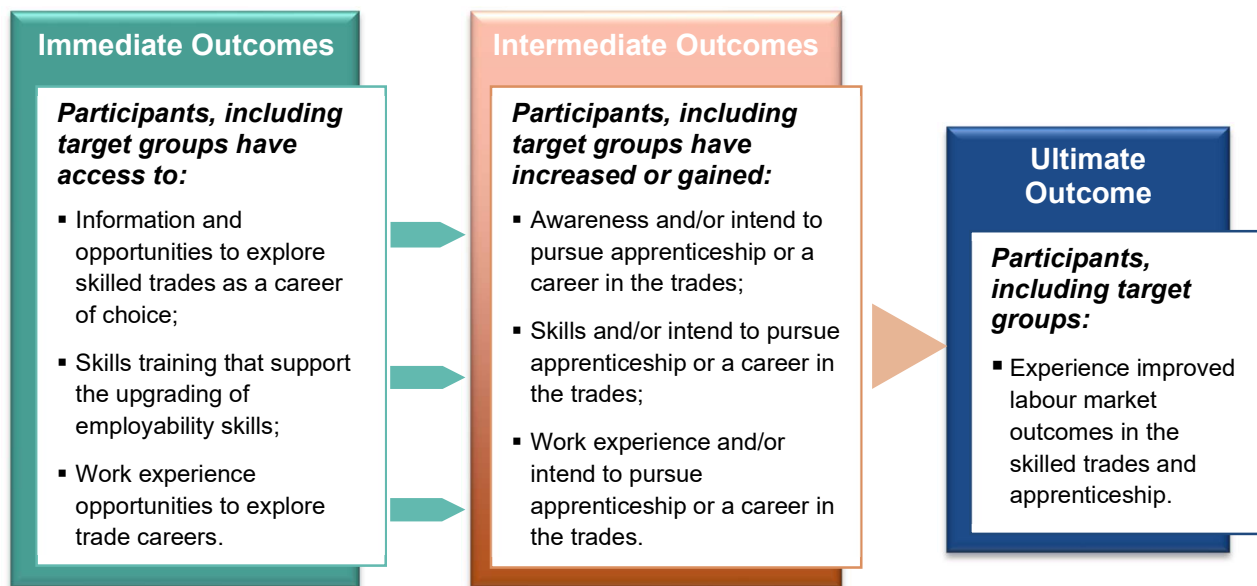 Immediate Outcomes
Participants, including
target groups have
access to:
▪ Information and
opportunities to explore
skilled trades as a career
of choice;
▪ Skills training that support
the upgrading of
employability skills;
▪ Work experience
opportunities to explore
trade careers.
Intermediate Outcomes
Participants, including
target groups have
increased or gained:
▪ Awareness and/or intend to
pursue apprenticeship or a
career in the trades;
▪ Skills and/or intend to pursue
apprenticeship or a career in
the trades;
▪ Work experience and/or
intend to pursue
apprenticeship or a career in
the trades.
Ultimate
Outcome
Participants,
including target
groups:
▪ Experience improved
labour market
outcomes in the
skilled trades and
apprenticeship.